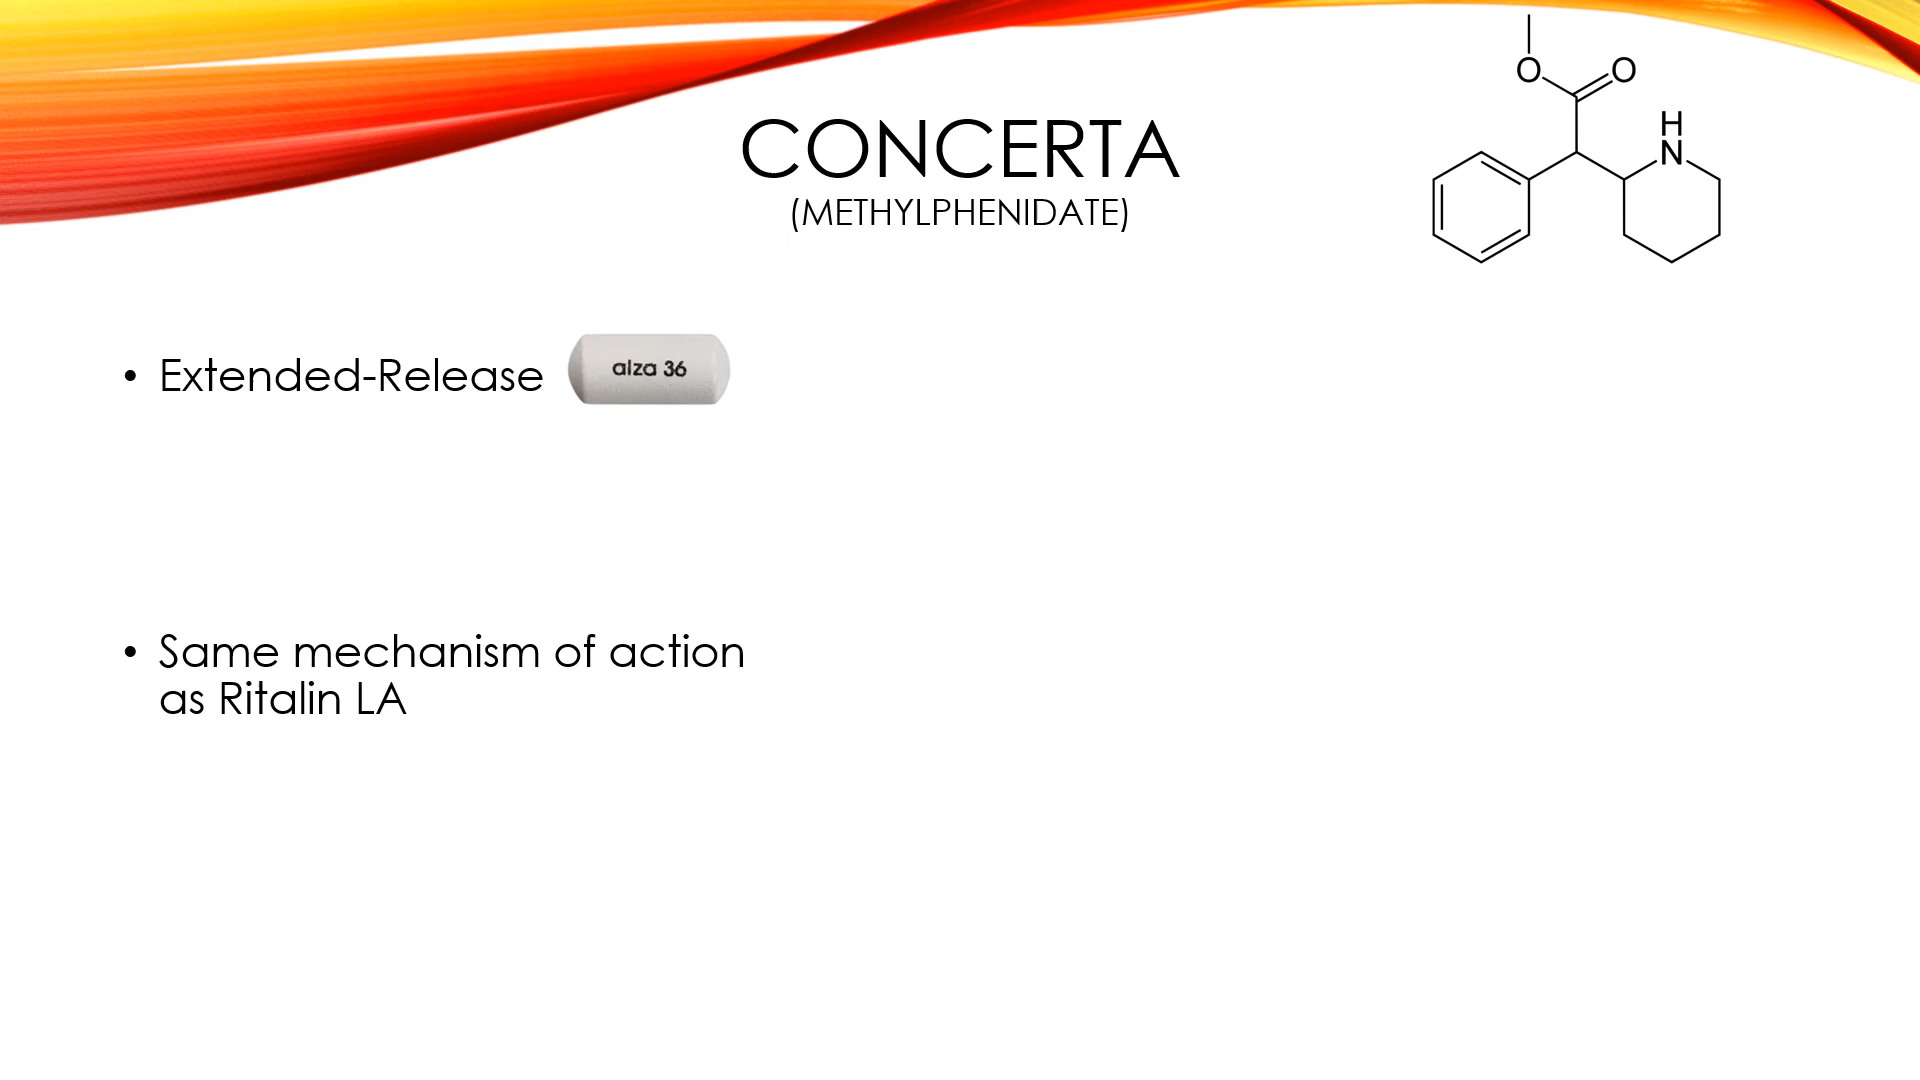 CONCERTA
(METHYLPHENIDATE)
O
O
H
N
• Extended-Release
alza 36
• Same mechanism of action
as Ritalin LA